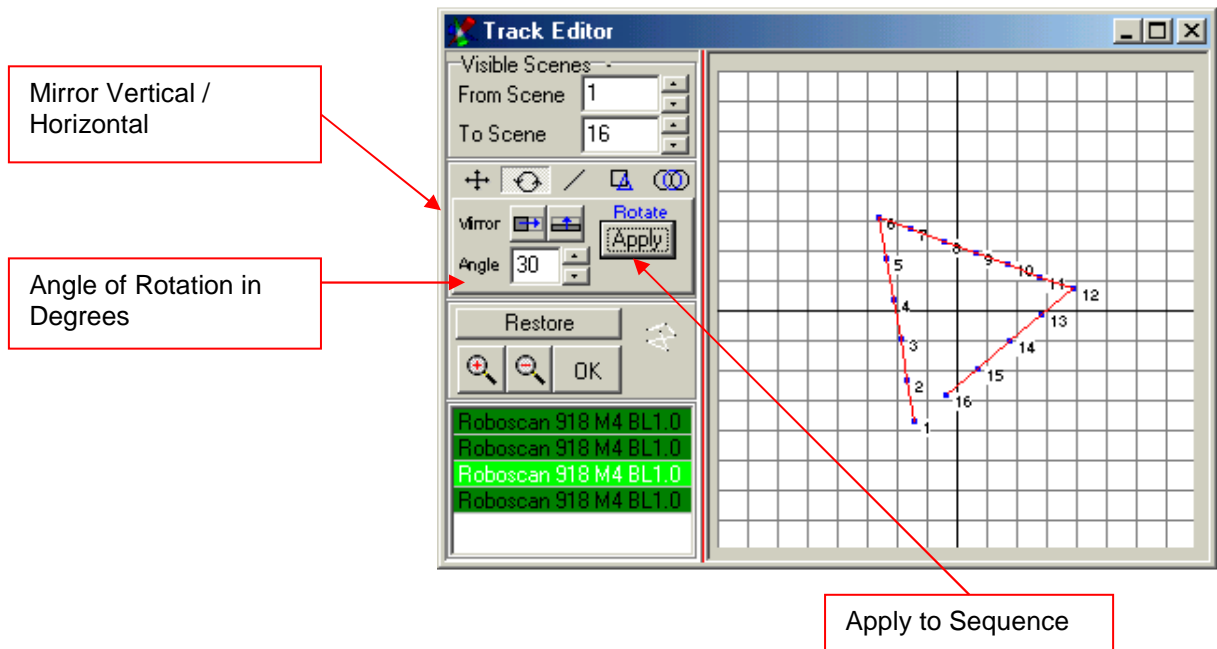 Track Editor
Visible Scenes
From Scene 1
To Scene 16
Mirror Vertical /
Horizontal
Mirror
Rotate
Apply
Angle 30
Angle of Rotation in
Degrees
Restore
OK
Roboscan 918 M4 BL1.0
Roboscan 918 M4 BL1.0
Roboscan 918 M4 BL1.0
Roboscan 918 M4 BL1.0
6
7
8
9
10
11
12
5
4
13
3
14
15
2
16
1
Apply to Sequence